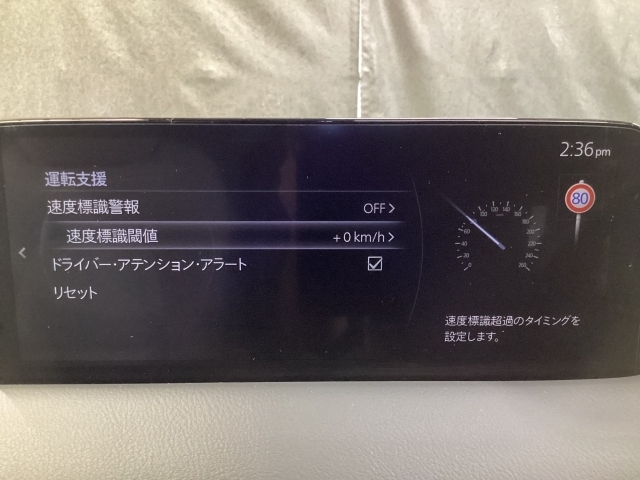 2:36 pm
運転支援
速度標識警報 OFF
速度標識閾値 +0 km/h
ドライバー・アテンション・アラート
リセット
80
速度標識超過のタイミングを
設定します。